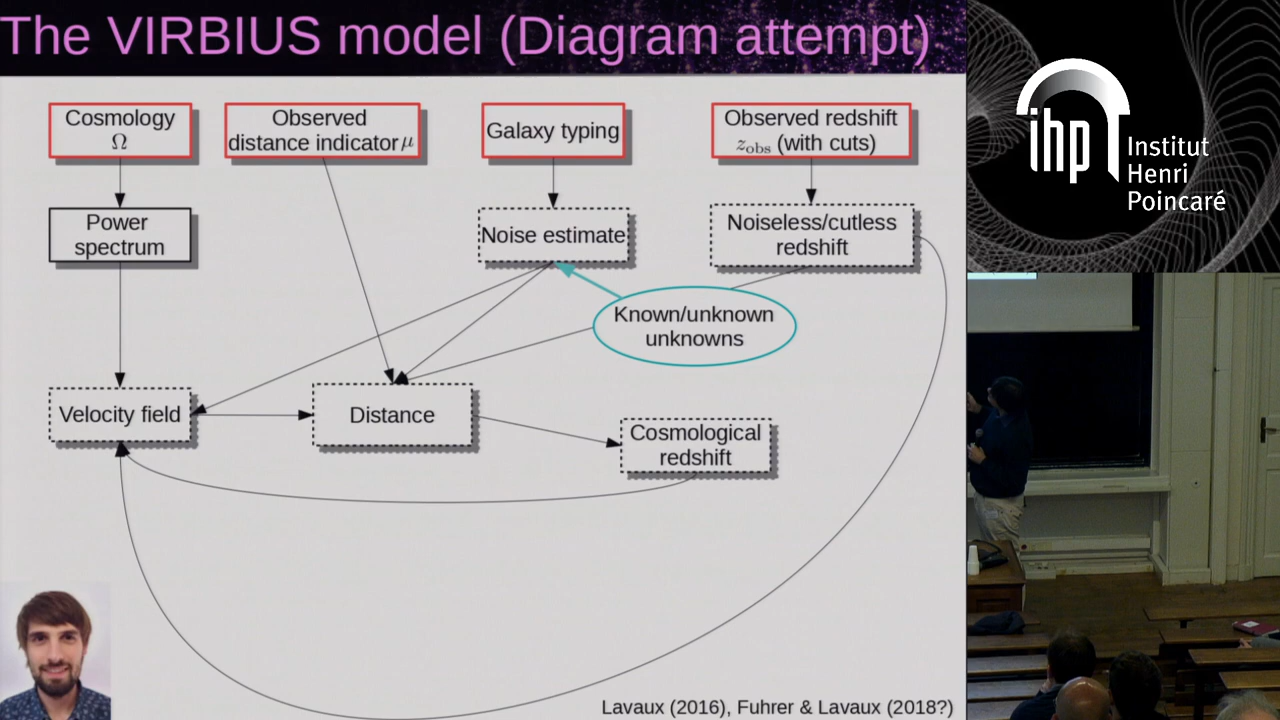 The VIRBIUS model (Diagram attempt)
Cosmology
Ω
Observed
distance indicator μ
Galaxy typing
Observed redshift
z_obs (with cuts)
Power
spectrum
Noise estimate
Noiseless/cutless
redshift
Known/unknown
unknowns
Velocity field
Distance
Cosmological
redshift
Lavaux (2016), Fuhrer & Lavaux (2018?)
ihp
Institut
Henri
Poincaré